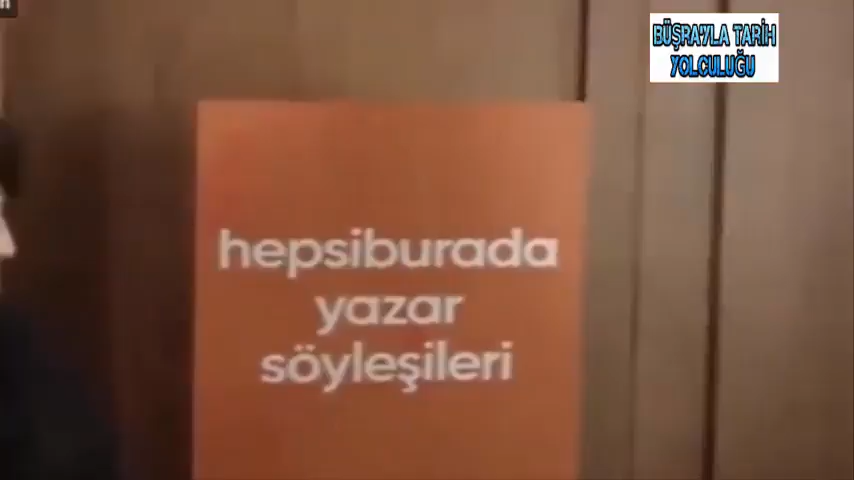 BÜŞRA'YLA TARİH
YOLCULUĞU
hepsiburada
yazar
söyleşileri